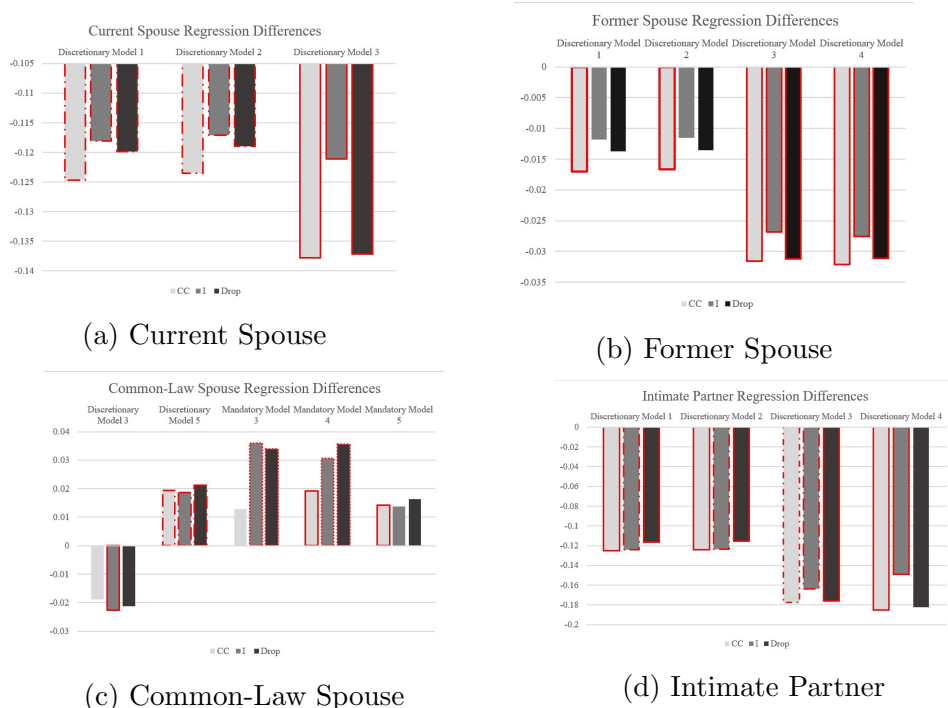 Current Spouse Regression Differences
Discretionary Model 1 Discretionary Model 2 Discretionary Model 3
-0.105
-0.11
-0.115
-0.12
-0.125
-0.13
-0.135
-0.14
CC I Drop
(a) Current Spouse
Former Spouse Regression Differences
Discretionary Model Discretionary Model Discretionary Model Discretionary Model
1 2 3 4
0
-0.005
-0.01
-0.015
-0.02
-0.025
-0.03
-0.035
CC I Drop
(b) Former Spouse
Common-Law Spouse Regression Differences
Discretionary Discretionary Mandatory Model Mandatory Model Mandatory Model
Model 3 Model 5 3 4 5
0.04
0.03
0.02
0.01
0
-0.01
-0.02
-0.03
CC I Drop
(c) Common-Law Spouse
Intimate Partner Regression Differences
Discretionary Model 1 Discretionary Model 2 Discretionary Model 3 Discretionary Model 4
0
-0.02
-0.04
-0.06
-0.08
-0.1
-0.12
-0.14
-0.16
-0.18
-0.2
CC I Drop
(d) Intimate Partner